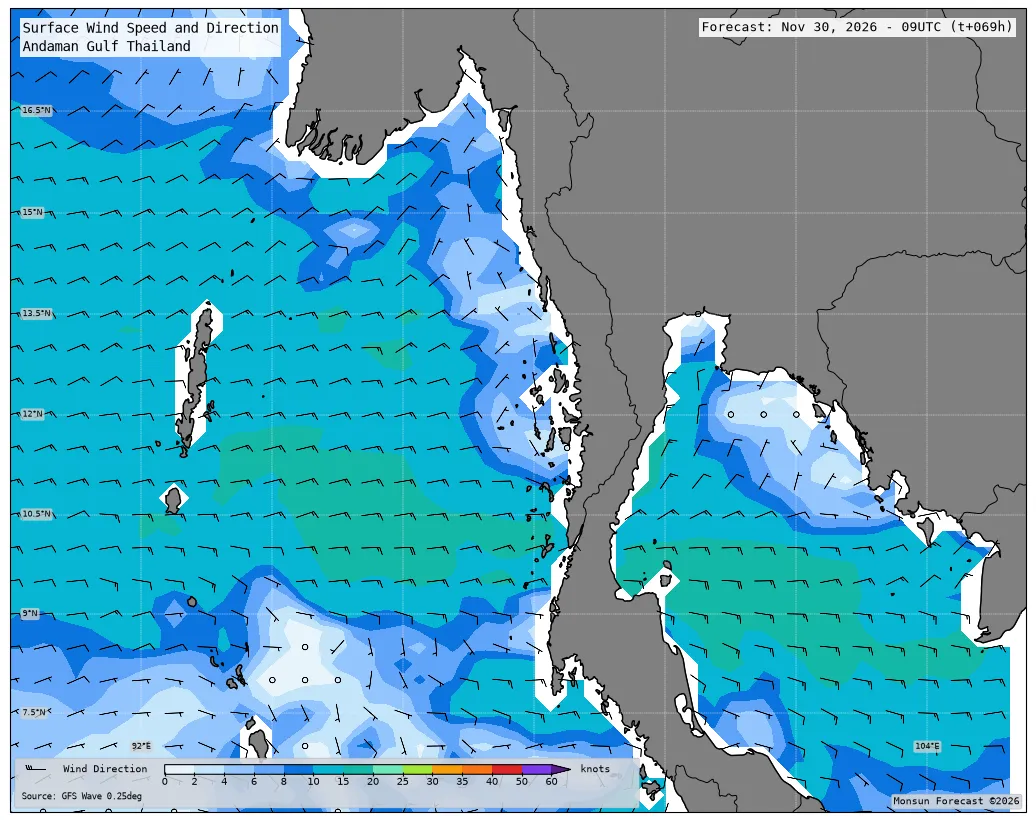 Surface Wind Speed and Direction
Andaman Gulf Thailand
Forecast: Nov 30, 2026 - 09UTC (t+069h)
16.5°N
15°N
13.5°N
12°N
10.5°N
9°N
7.5°N
92°E
104°E
Wind Direction
0 2 4 6 8 10 15 20 25 30 35 40 50 60
knots
Source: GFS Wave 0.25deg
Monsun Forecast ©2026